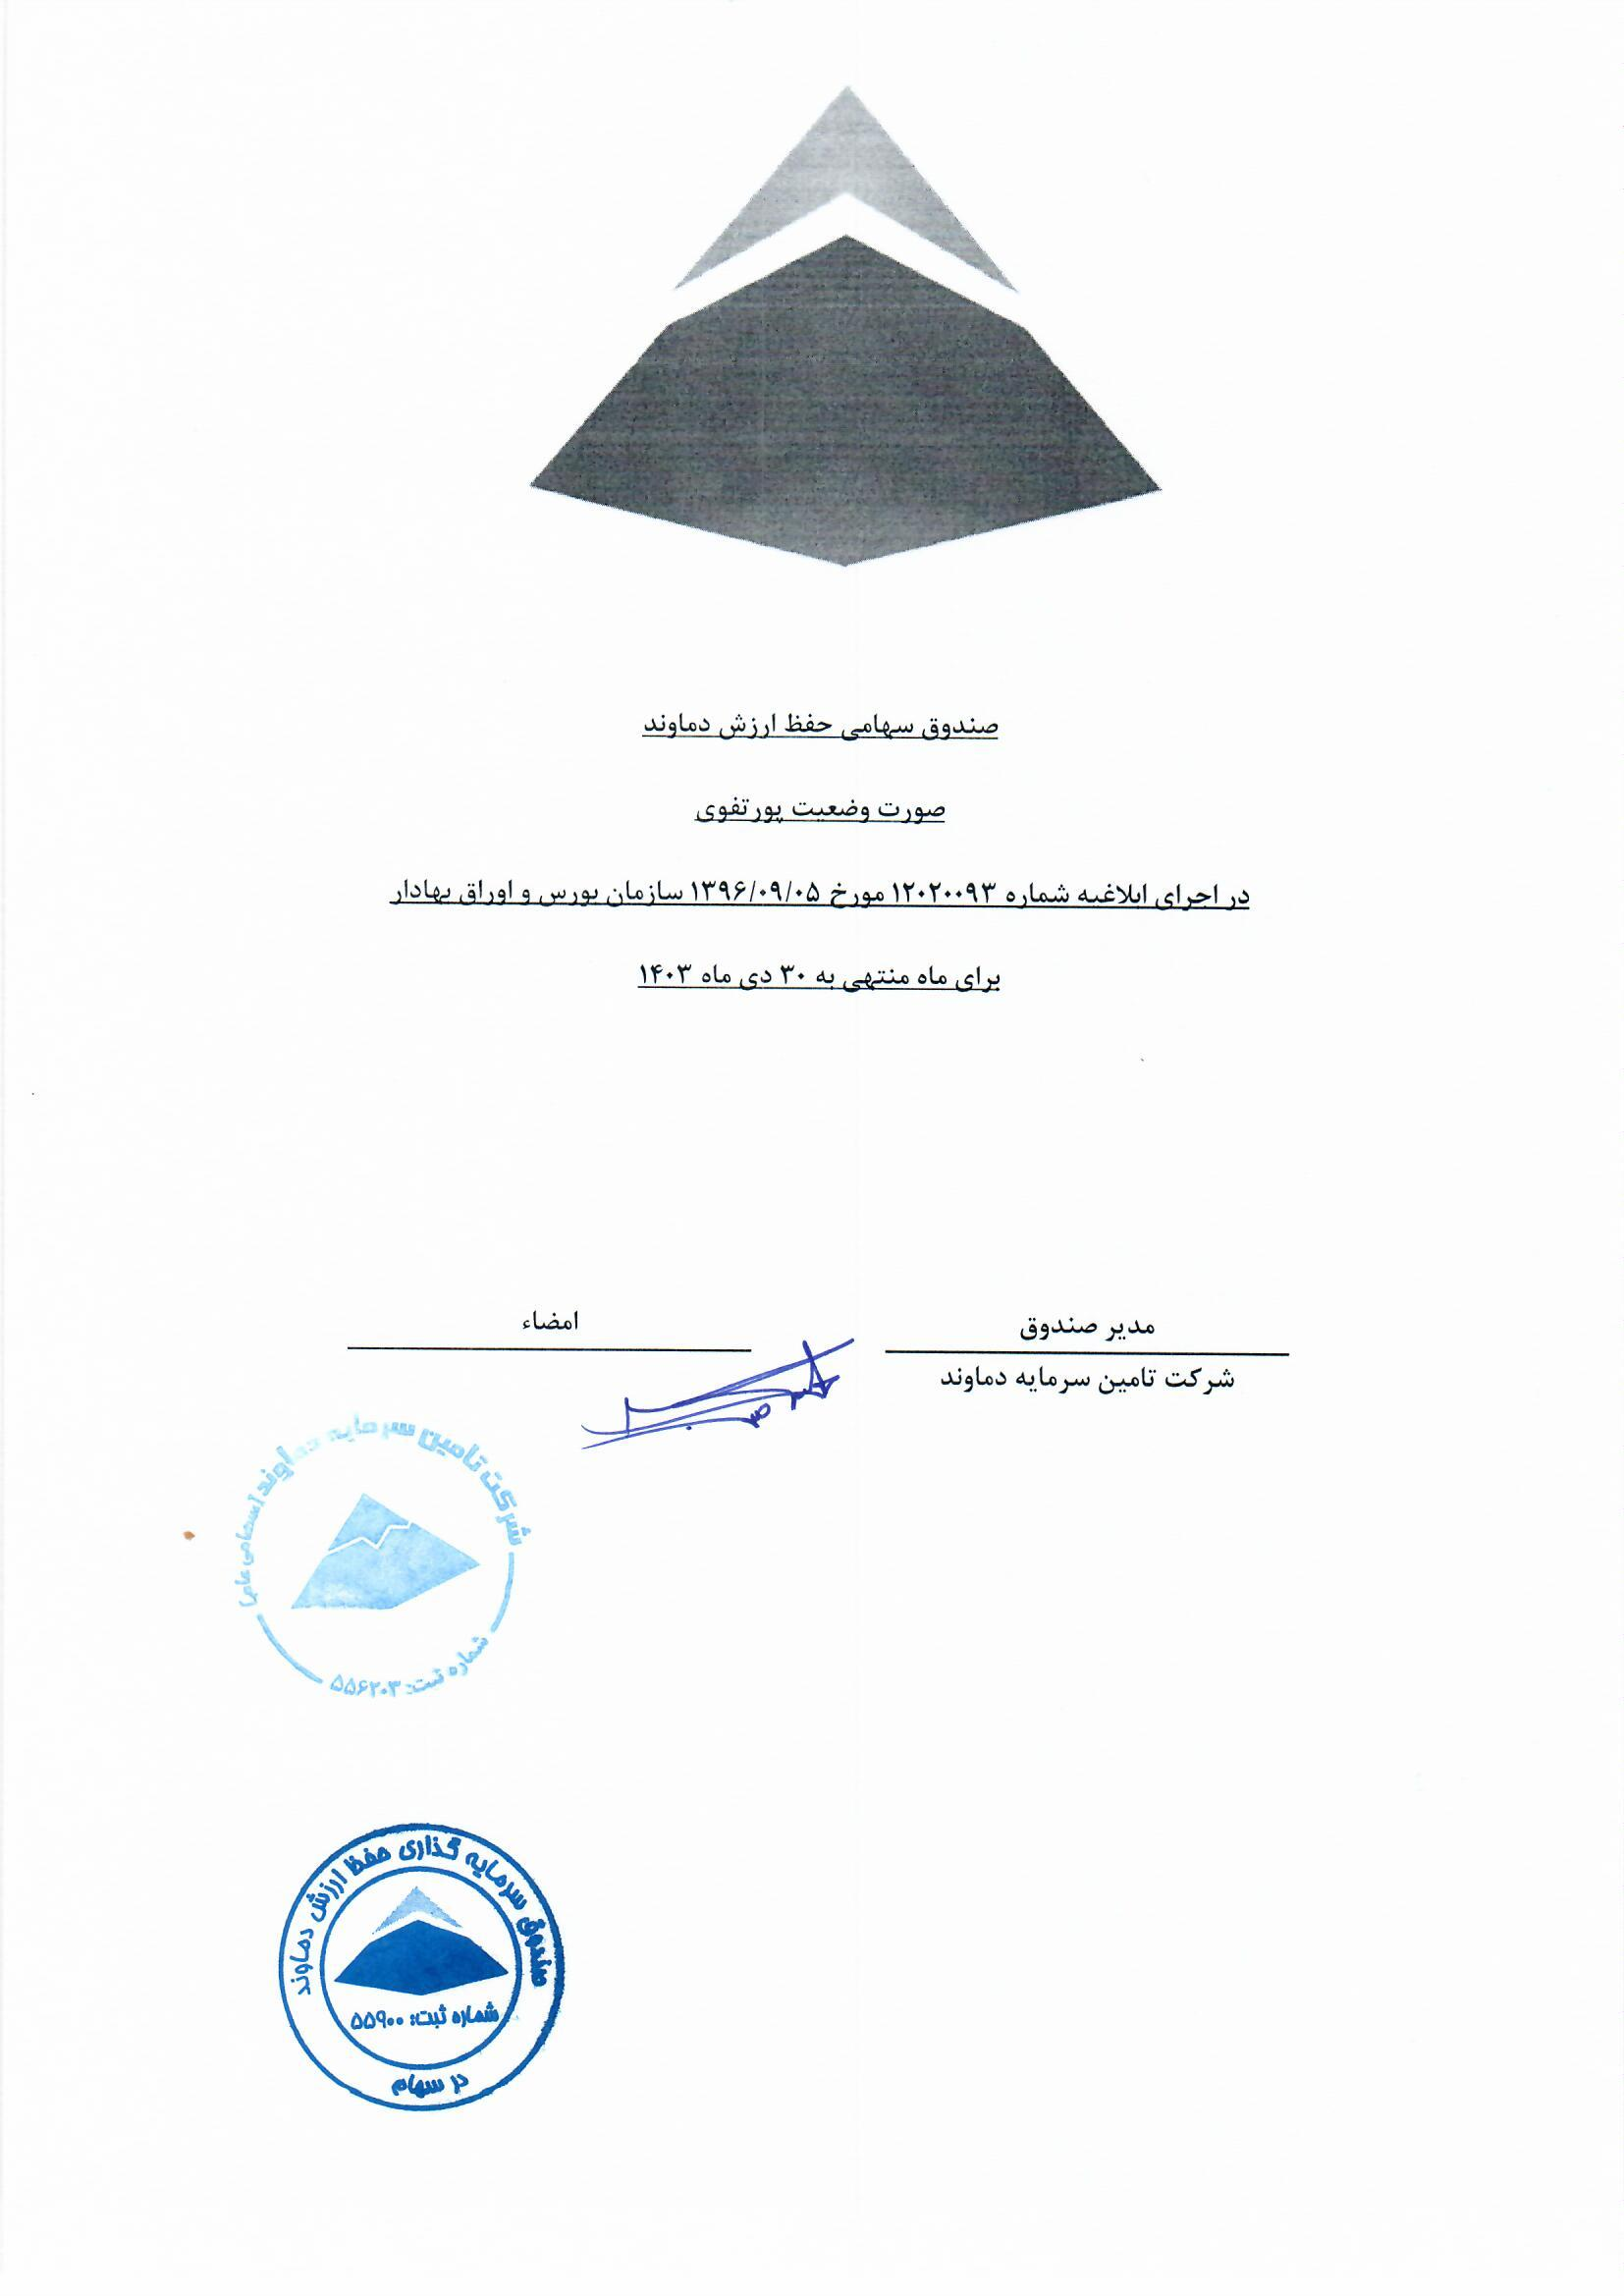 صندوق سهامی حفظ ارزش دماوند
صورت وضعیت پورتفوی
در اجرای ابلاغیه شماره ۱۲۰۲۰۰۹۳ مورخ ۱۳۹۶/۰۹/۰۵ سازمان بورس و اوراق بهادار
برای ماه منتهی به ۳۰ دی ماه ۱۴۰۳
مدیر صندوق
امضاء
شرکت تامین سرمایه دماوند
شرکت تامین سرمایه دماوند (سهامی عام)
شماره ثبت: ۵۵۶۲۰۳
صندوق سرمایه گذاری حفظ ارزش دماوند
شماره ثبت: ۵۵۹۰۰
در سهام